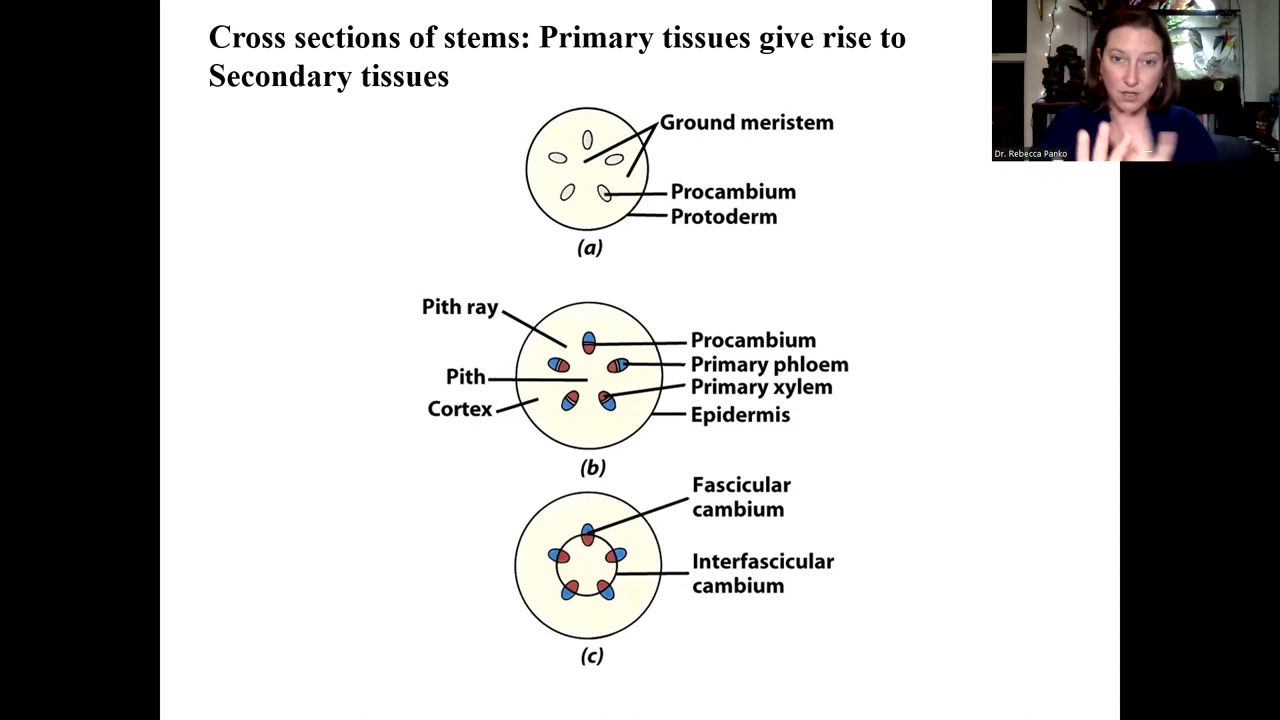 Cross sections of stems: Primary tissues give rise to
Secondary tissues
Dr. Rebecca Panko
Ground meristem
Procambium
Protoderm
(a)
Pith ray
Pith
Cortex
Procambium
Primary phloem
Primary xylem
Epidermis
(b)
Fascicular
cambium
Interfascicular
cambium
(c)